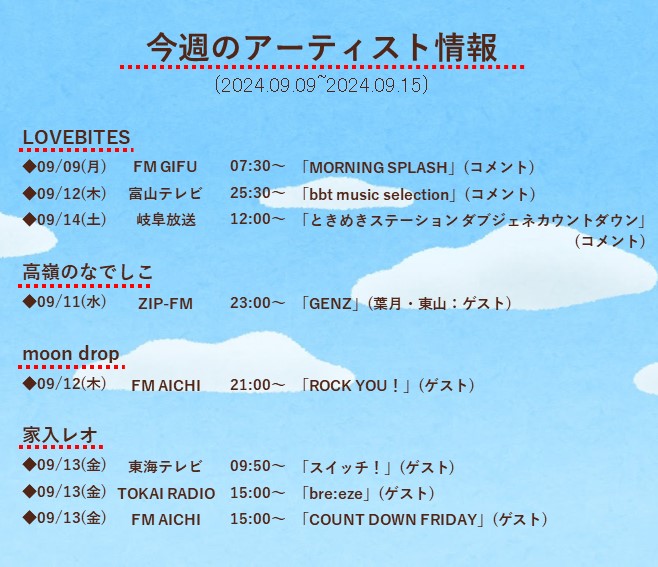 今週のアーティスト情報
(2024.09.09~2024.09.15)
LOVEBITES
◆09/09(月) FM GIFU 07:30～ 「MORNING SPLASH」(コメント)
◆09/12(木) 富山テレビ 25:30～ 「bbt music selection」(コメント)
◆09/14(土) 岐阜放送 12:00～ 「ときめきステーション ダブジェネカウントダウン」
(コメント)
高嶺のなでしこ
◆09/11(水) ZIP-FM 23:00～ 「GENZ」(葉月・東山：ゲスト)
moon drop
◆09/12(木) FM AICHI 21:00～ 「ROCK YOU！」(ゲスト)
家入レオ
◆09/13(金) 東海テレビ 09:50～ 「スイッチ！」(ゲスト)
◆09/13(金) TOKAI RADIO 15:00～ 「bre:eze」(ゲスト)
◆09/13(金) FM AICHI 15:00～ 「COUNT DOWN FRIDAY」(ゲスト)